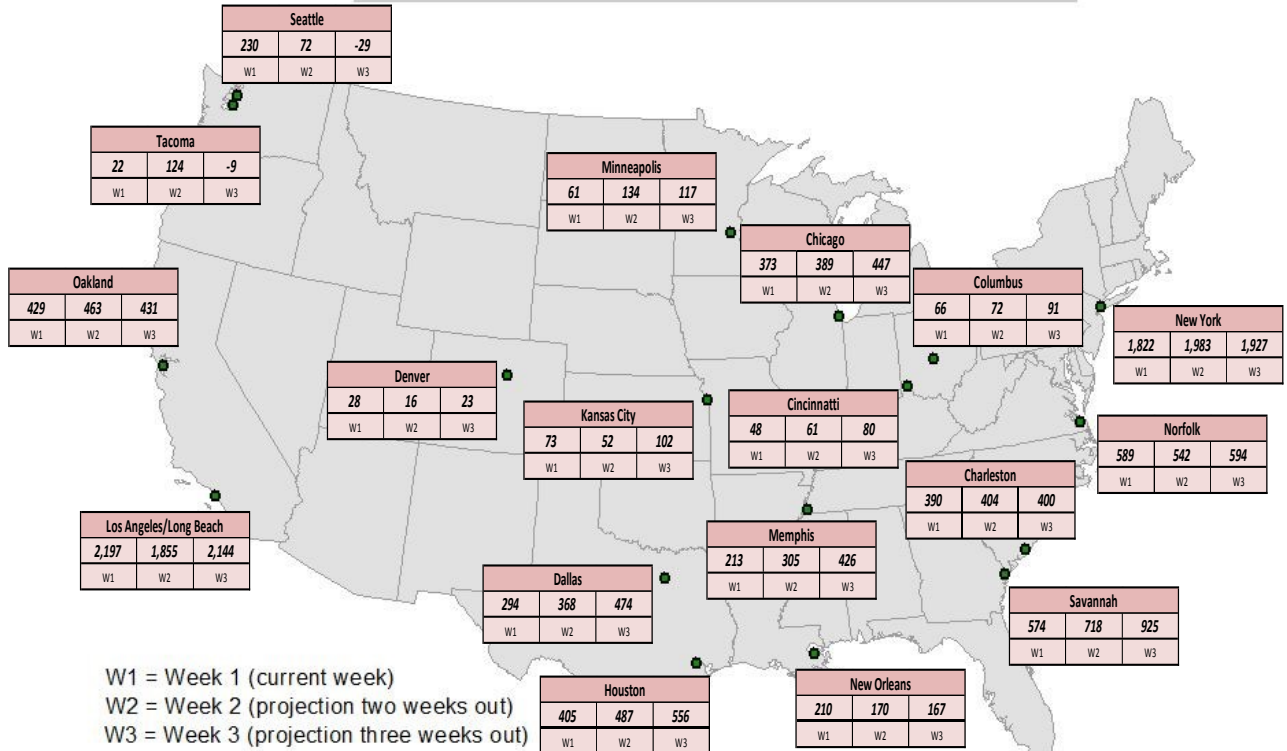 Seattle
230 72 -29
W1 W2 W3
Tacoma
22 124 -9
W1 W2 W3
Minneapolis
61 134 117
W1 W2 W3
Chicago
373 389 447
W1 W2 W3
Oakland
429 463 431
W1 W2 W3
Columbus
66 72 91
W1 W2 W3
New York
1,822 1,983 1,927
W1 W2 W3
Denver
28 16 23
W1 W2 W3
Kansas City
73 52 102
W1 W2 W3
Cincinnatti
48 61 80
W1 W2 W3
Norfolk
589 542 594
W1 W2 W3
Charleston
390 404 400
W1 W2 W3
Los Angeles/Long Beach
2,197 1,855 2,144
W1 W2 W3
Memphis
213 305 426
W1 W2 W3
Dallas
294 368 474
W1 W2 W3
Savannah
574 718 925
W1 W2 W3
Houston
405 487 556
W1 W2 W3
New Orleans
210 170 167
W1 W2 W3
W1 = Week 1 (current week)
W2 = Week 2 (projection two weeks out)
W3 = Week 3 (projection three weeks out)